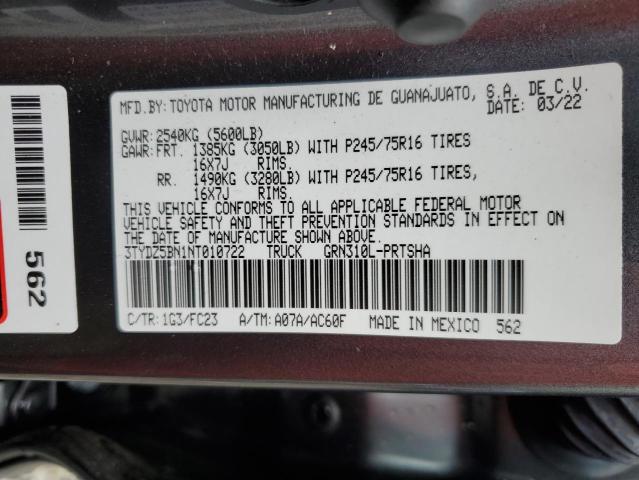 MFD.BY: TOYOTA MOTOR MANUFACTURING DE GUANAJUATO, S.A. DE C.V.
DATE: 03/22
GVWR: 2540KG (5600LB)
GAWR: FRT. 1385KG (3050LB) WITH P245/75R16 TIRES
16X7J RIMS.
RR. 1490KG (3280LB) WITH P245/75R16 TIRES,
16X7J RIMS.
THIS VEHICLE CONFORMS TO ALL APPLICABLE FEDERAL MOTOR
VEHICLE SAFETY AND THEFT PREVENTION STANDARDS IN EFFECT ON
THE DATE OF MANUFACTURE SHOWN ABOVE.
3TYDZ5BN1NT010722 TRUCK GRN310L-PRTSHA
C/TR: 1G3/FC23 A/TM: A07A/AC60F MADE IN MEXICO 562
562